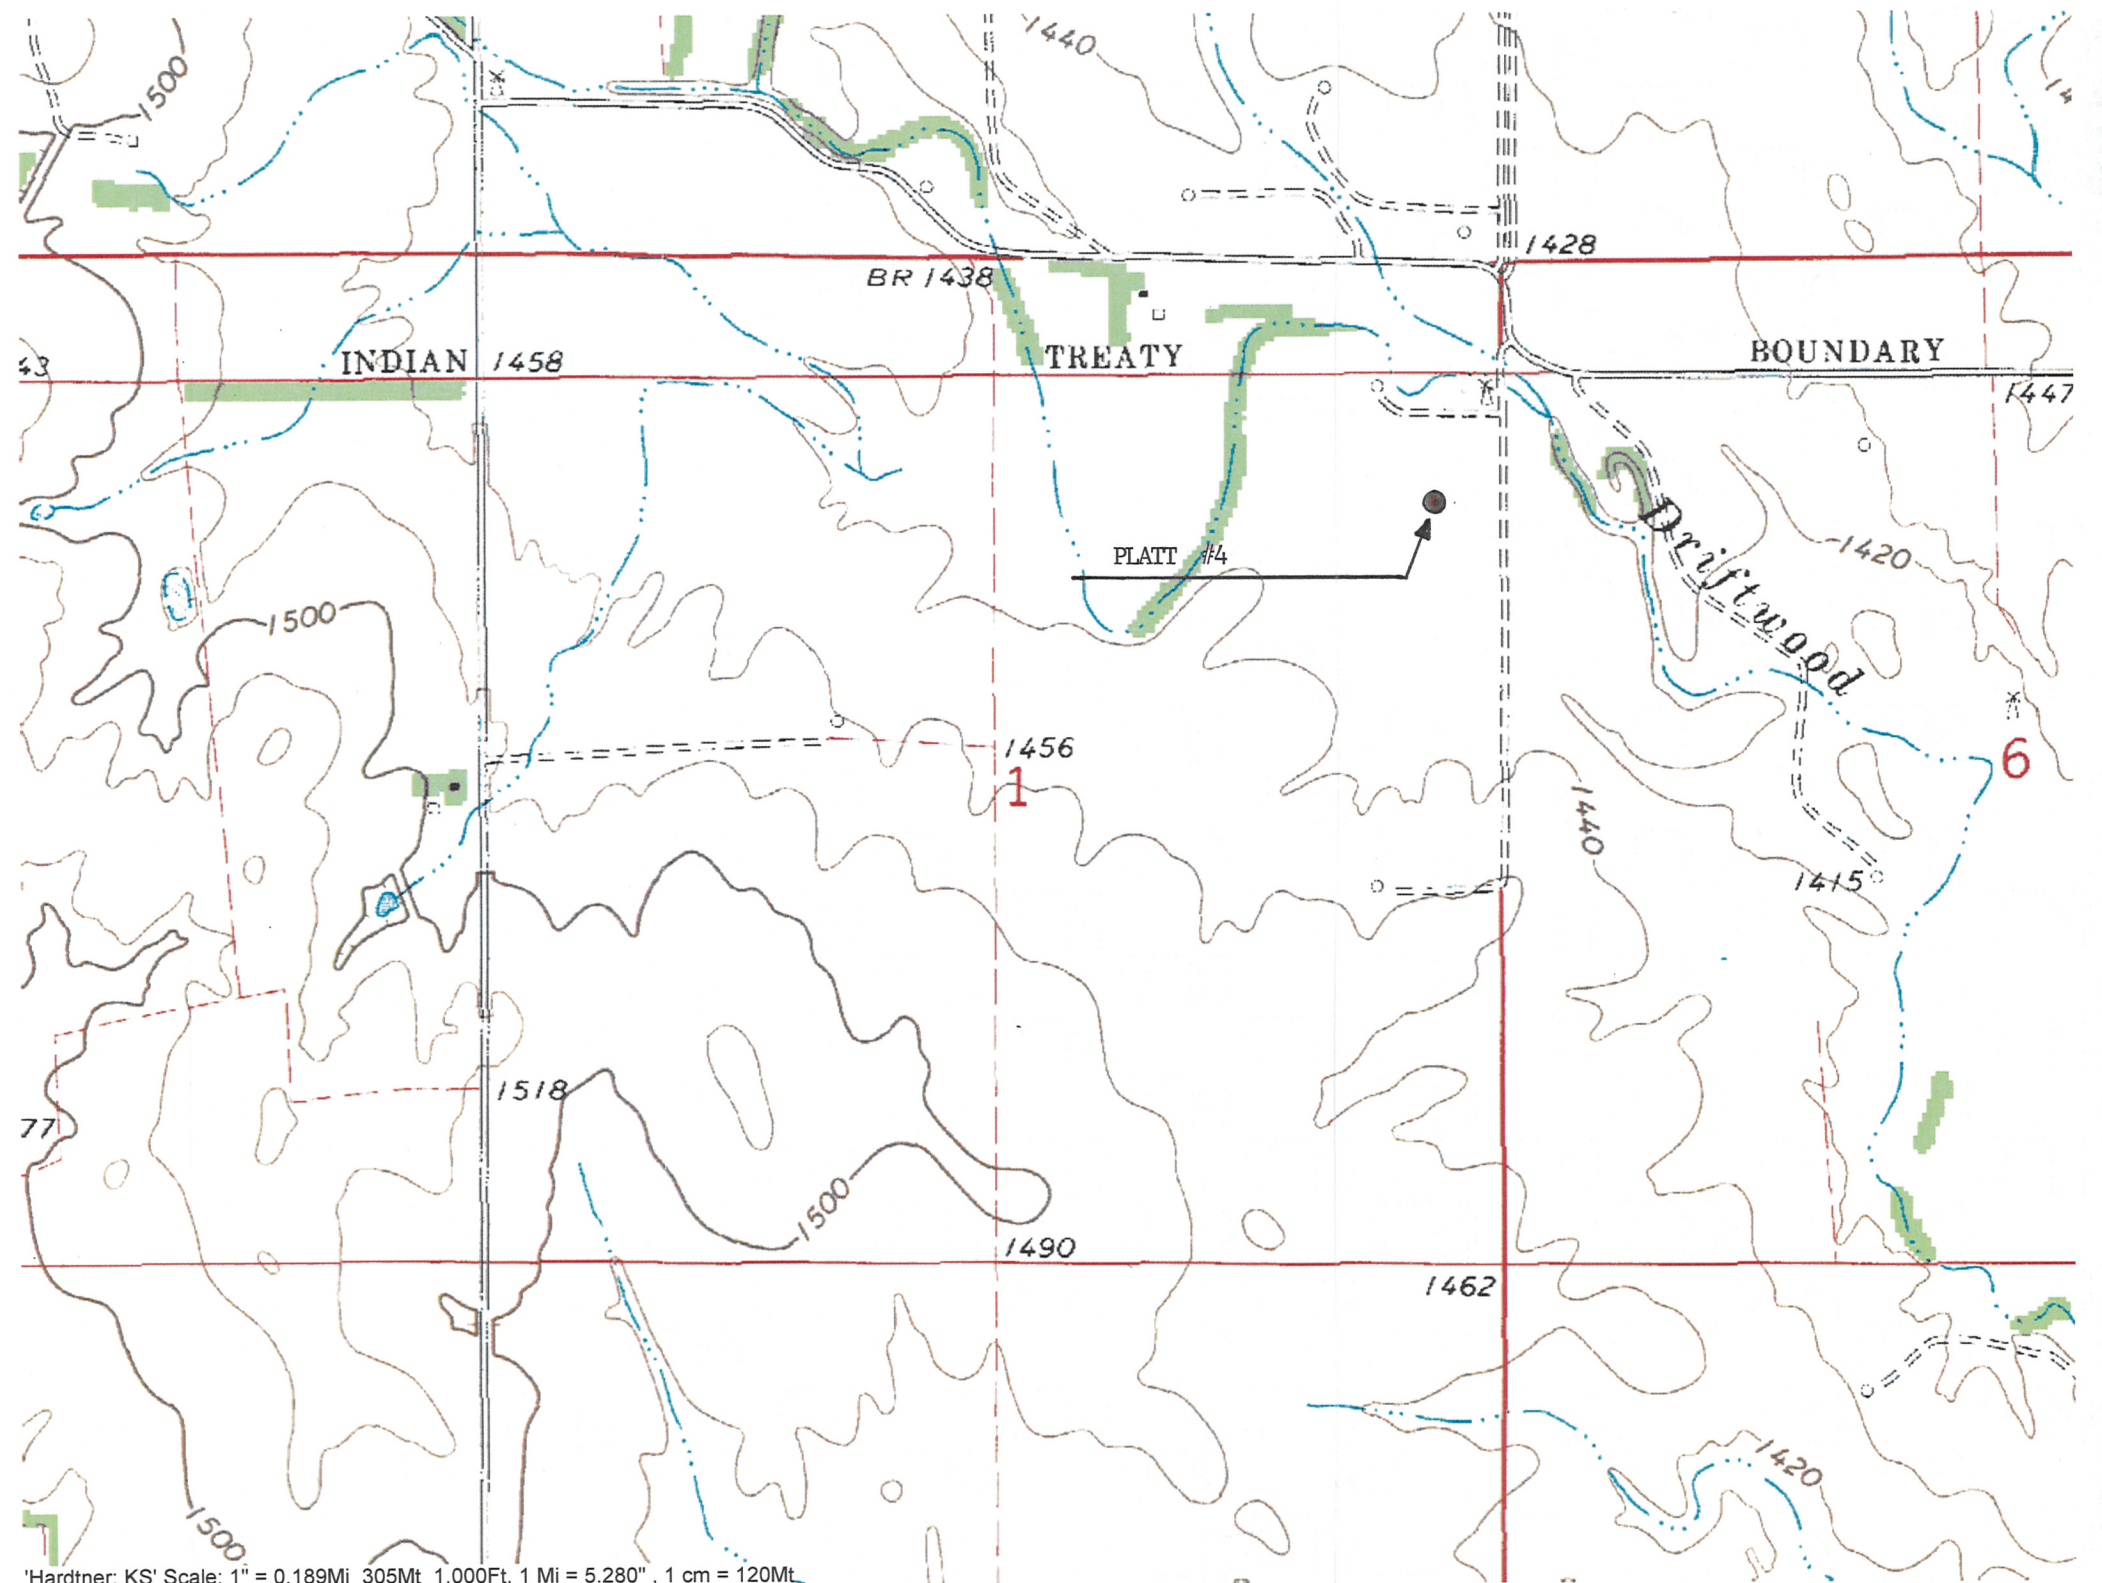 1440
1500
14
1428
BR 1438
INDIAN 1458
TREATY
BOUNDARY
43
1447
PLATT #4
Driftwood
1420
1500
1456
1
6
1440
1415
1518
77
1500
1490
1462
1420
1500
'Hardtner: KS' Scale: 1" = 0.189Mi 305Mt 1,000Ft, 1 Mi = 5.280" , 1 cm = 120Mt